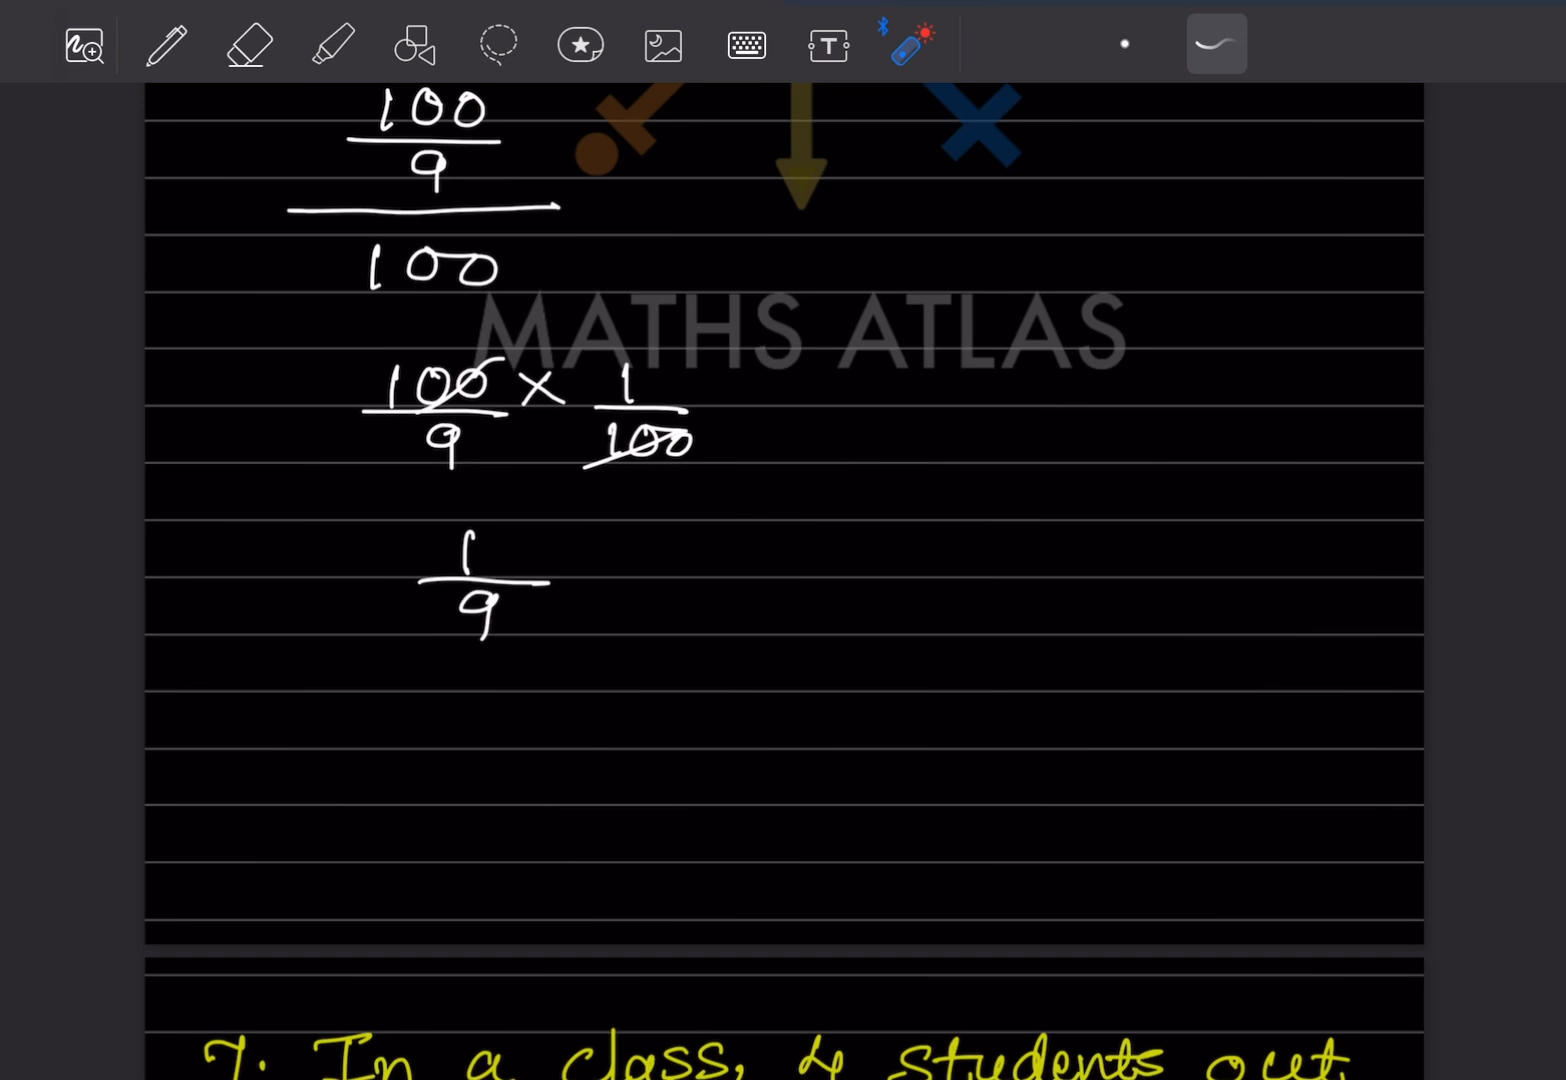 100
9
100
MATHS ATLAS
100 × 1
9 100
1
9
7. In a class, 4 students out